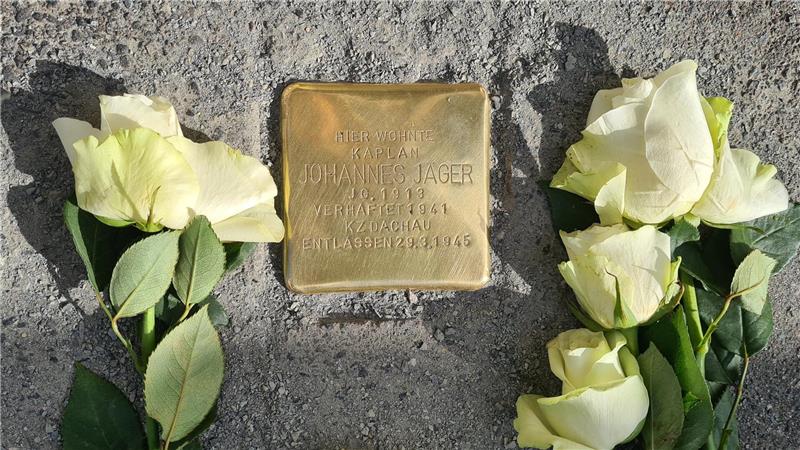 HIER WOHNTE
KAPLAN
JOHANNES JÄGER
JG. 1913
VERHAFTET 1941
KZ DACHAU
ENTLASSEN 29.3.1945